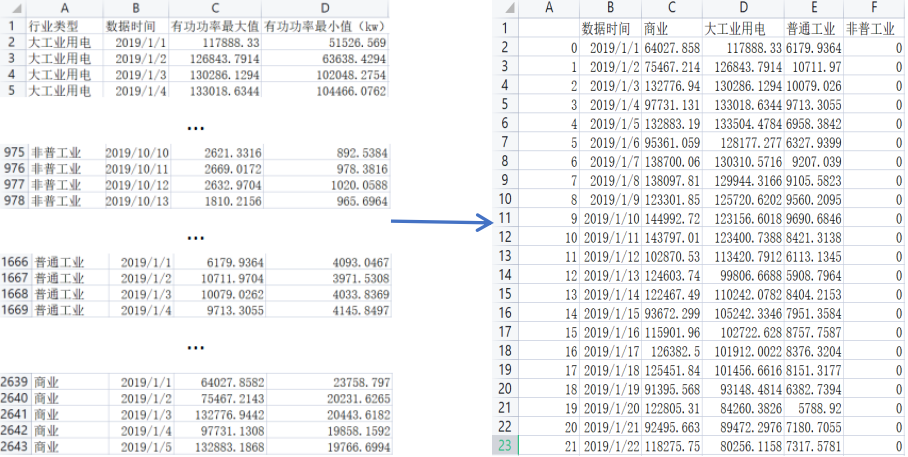 A B C D
1 行业类型 数据时间 有功功率最大值 有功功率最小值（kw）
2 大工业用电 2019/1/1 117888.33 51526.569
3 大工业用电 2019/1/2 126843.7914 63638.4294
4 大工业用电 2019/1/3 130286.1294 102048.2754
5 大工业用电 2019/1/4 133018.6344 104466.0762
...
975 非普工业 2019/10/10 2621.3316 892.5384
976 非普工业 2019/10/11 2669.0172 978.3816
977 非普工业 2019/10/12 2632.9704 1020.0588
978 非普工业 2019/10/13 1810.2156 965.6964
...
1666 普通工业 2019/1/1 6179.9364 4093.0467
1667 普通工业 2019/1/2 10711.9704 3971.5308
1668 普通工业 2019/1/3 10079.0262 4033.8369
1669 普通工业 2019/1/4 9713.3055 4145.8497
...
2639 商业 2019/1/1 64027.8582 23758.797
2640 商业 2019/1/2 75467.2143 20231.6265
2641 商业 2019/1/3 132776.9442 20443.6182
2642 商业 2019/1/4 97731.1308 19858.1592
2643 商业 2019/1/5 132883.1868 19766.6994
A B C D E F
1 数据时间 商业 大工业用电 普通工业 非普工业
2 0 2019/1/1 64027.858 117888.33 6179.9364 0
3 1 2019/1/2 75467.214 126843.7914 10711.97 0
4 2 2019/1/3 132776.94 130286.1294 10079.026 0
5 3 2019/1/4 97731.131 133018.6344 9713.3055 0
6 4 2019/1/5 132883.19 133504.4784 6958.3842 0
7 5 2019/1/6 95361.059 128177.277 6327.9399 0
8 6 2019/1/7 138700.06 130310.5716 9207.039 0
9 7 2019/1/8 138097.81 129944.3166 9105.5823 0
10 8 2019/1/9 123301.85 125720.6202 9560.2095 0
11 9 2019/1/10 144992.72 123156.6018 9690.6846 0
12 10 2019/1/11 143797.01 123400.7388 8421.3138 0
13 11 2019/1/12 102870.53 113420.7912 6113.1345 0
14 12 2019/1/13 124603.74 99806.6688 5908.7964 0
15 13 2019/1/14 122467.49 110242.0782 8404.2153 0
16 14 2019/1/15 93672.299 105242.3346 7951.3584 0
17 15 2019/1/16 115901.96 102722.628 8757.7587 0
18 16 2019/1/17 126382.5 101912.0022 8376.3204 0
19 17 2019/1/18 125451.84 101456.6616 8151.3177 0
20 18 2019/1/19 91395.568 93148.4814 6382.7394 0
21 19 2019/1/20 122805.31 84260.3826 5788.92 0
22 20 2019/1/21 92495.663 89472.2976 7180.7055 0
23 21 2019/1/22 118275.75 80256.1158 7317.5781 0